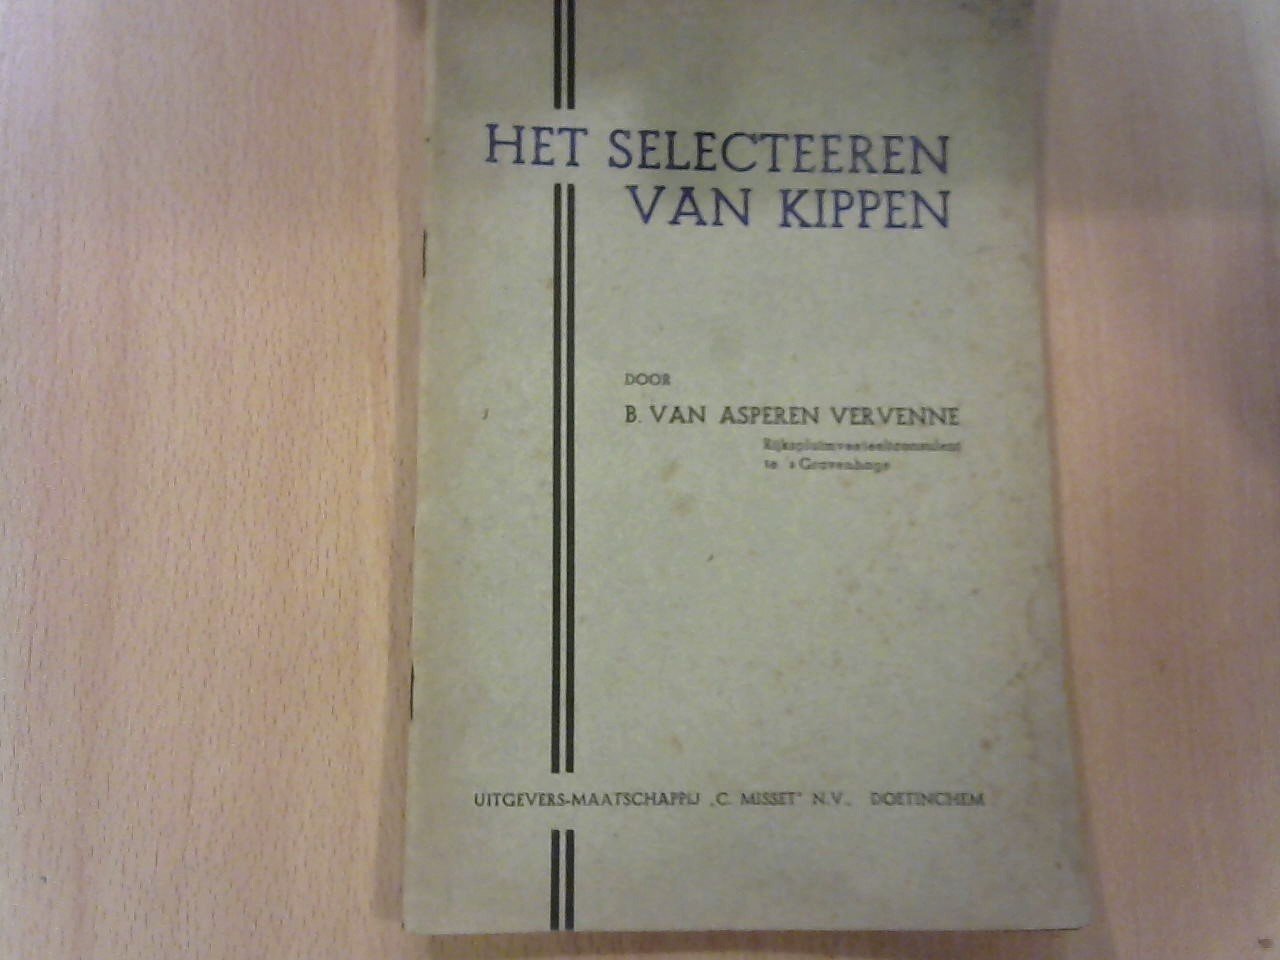 HET SELECTEEREN
VAN KIPPEN
DOOR
B. VAN ASPEREN VERVENNE
Rijkspluimveeteeltconsulent
te 's Gravenhage
UITGEVERS-MAATSCHAPPIJ „C. MISSET" N.V., DOETINCHEM